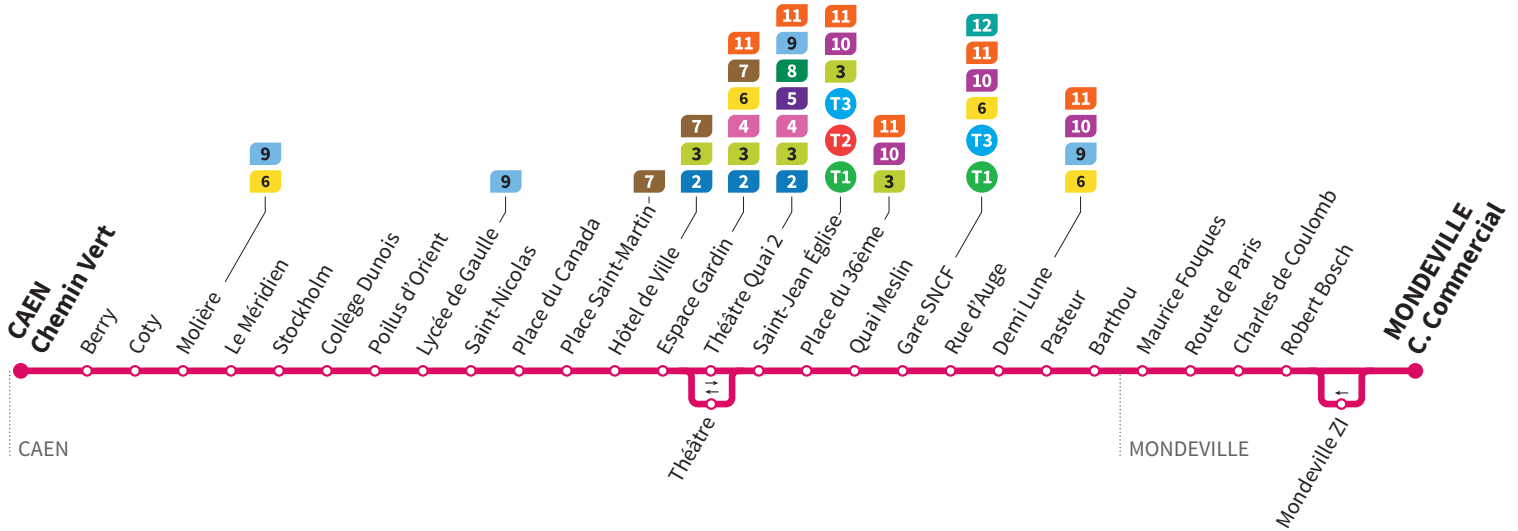 11
7
6
4
3
2
11
9
8
5
4
3
2
11
10
3
T3
T2
T1
12
11
10
6
T3
T1
9
6
9
7
7
3
2
11
10
3
11
10
9
6
CAEN
Chemin Vert
Berry
Coty
Molière
Le Méridien
Stockholm
Collège Dunois
Poilus d'Orient
Lycée de Gaulle
Saint-Nicolas
Place du Canada
Place Saint-Martin
Hôtel de Ville
Espace Gardin
Théâtre Quai 2
Saint-Jean Église
Place du 36ème
Quai Meslin
Gare SNCF
Rue d'Auge
Demi Lune
Pasteur
Barthou
Maurice Fouques
Route de Paris
Charles de Coulomb
Robert Bosch
MONDEVILLE
C. Commercial
Théâtre
Mondeville ZI
CAEN
MONDEVILLE